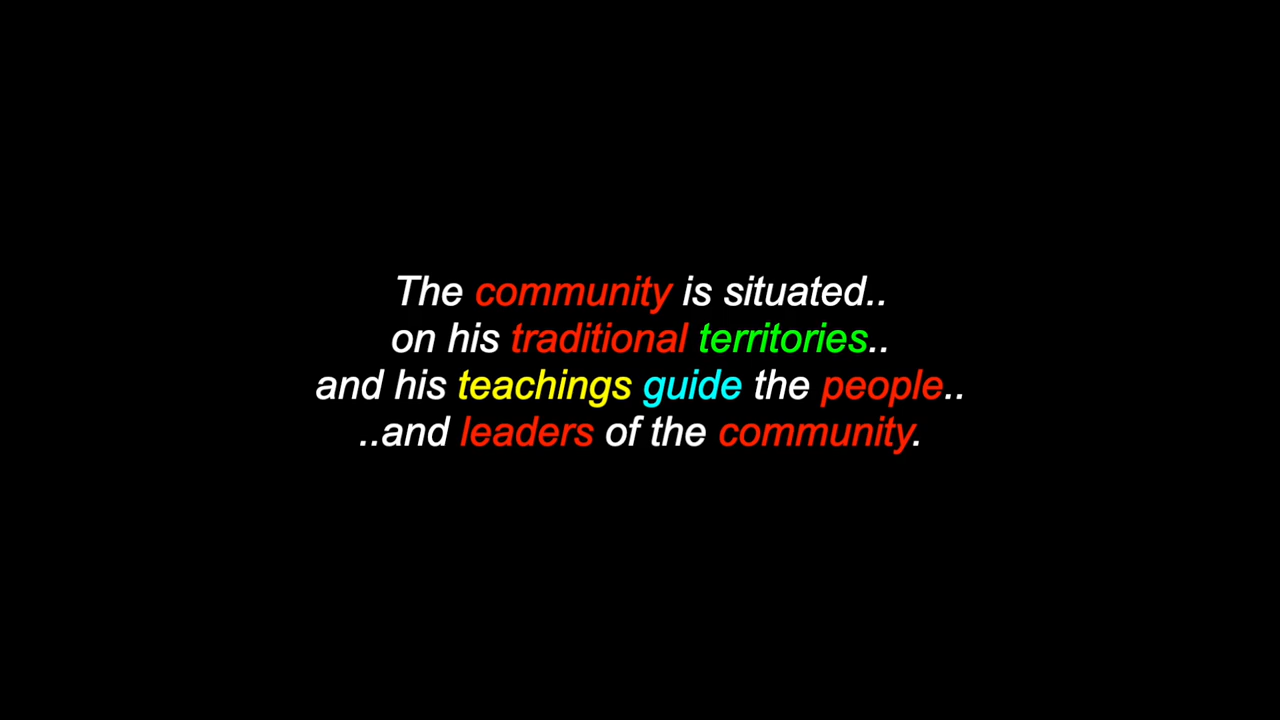 The community is situated..
on his traditional territories..
and his teachings guide the people..
..and leaders of the community.